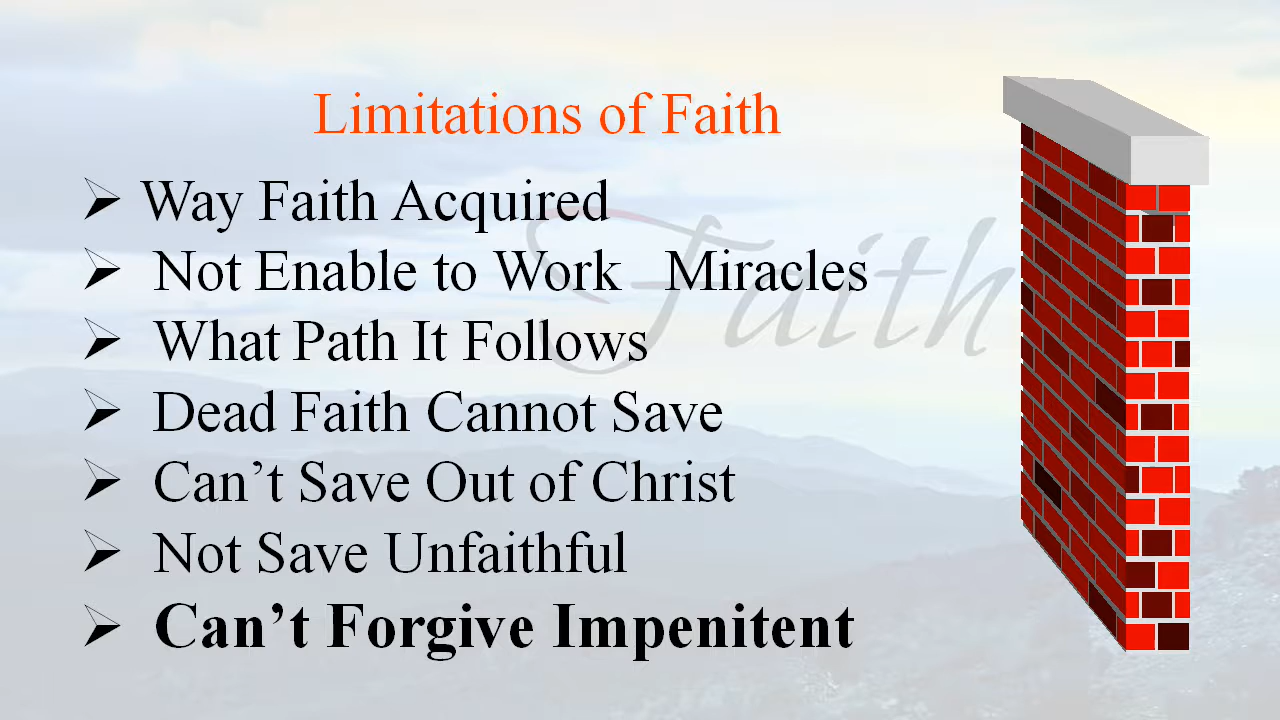 Limitations of Faith
Way Faith Acquired
Not Enable to Work Miracles
What Path It Follows
Dead Faith Cannot Save
Can’t Save Out of Christ
Not Save Unfaithful
Can’t Forgive Impenitent
Faith